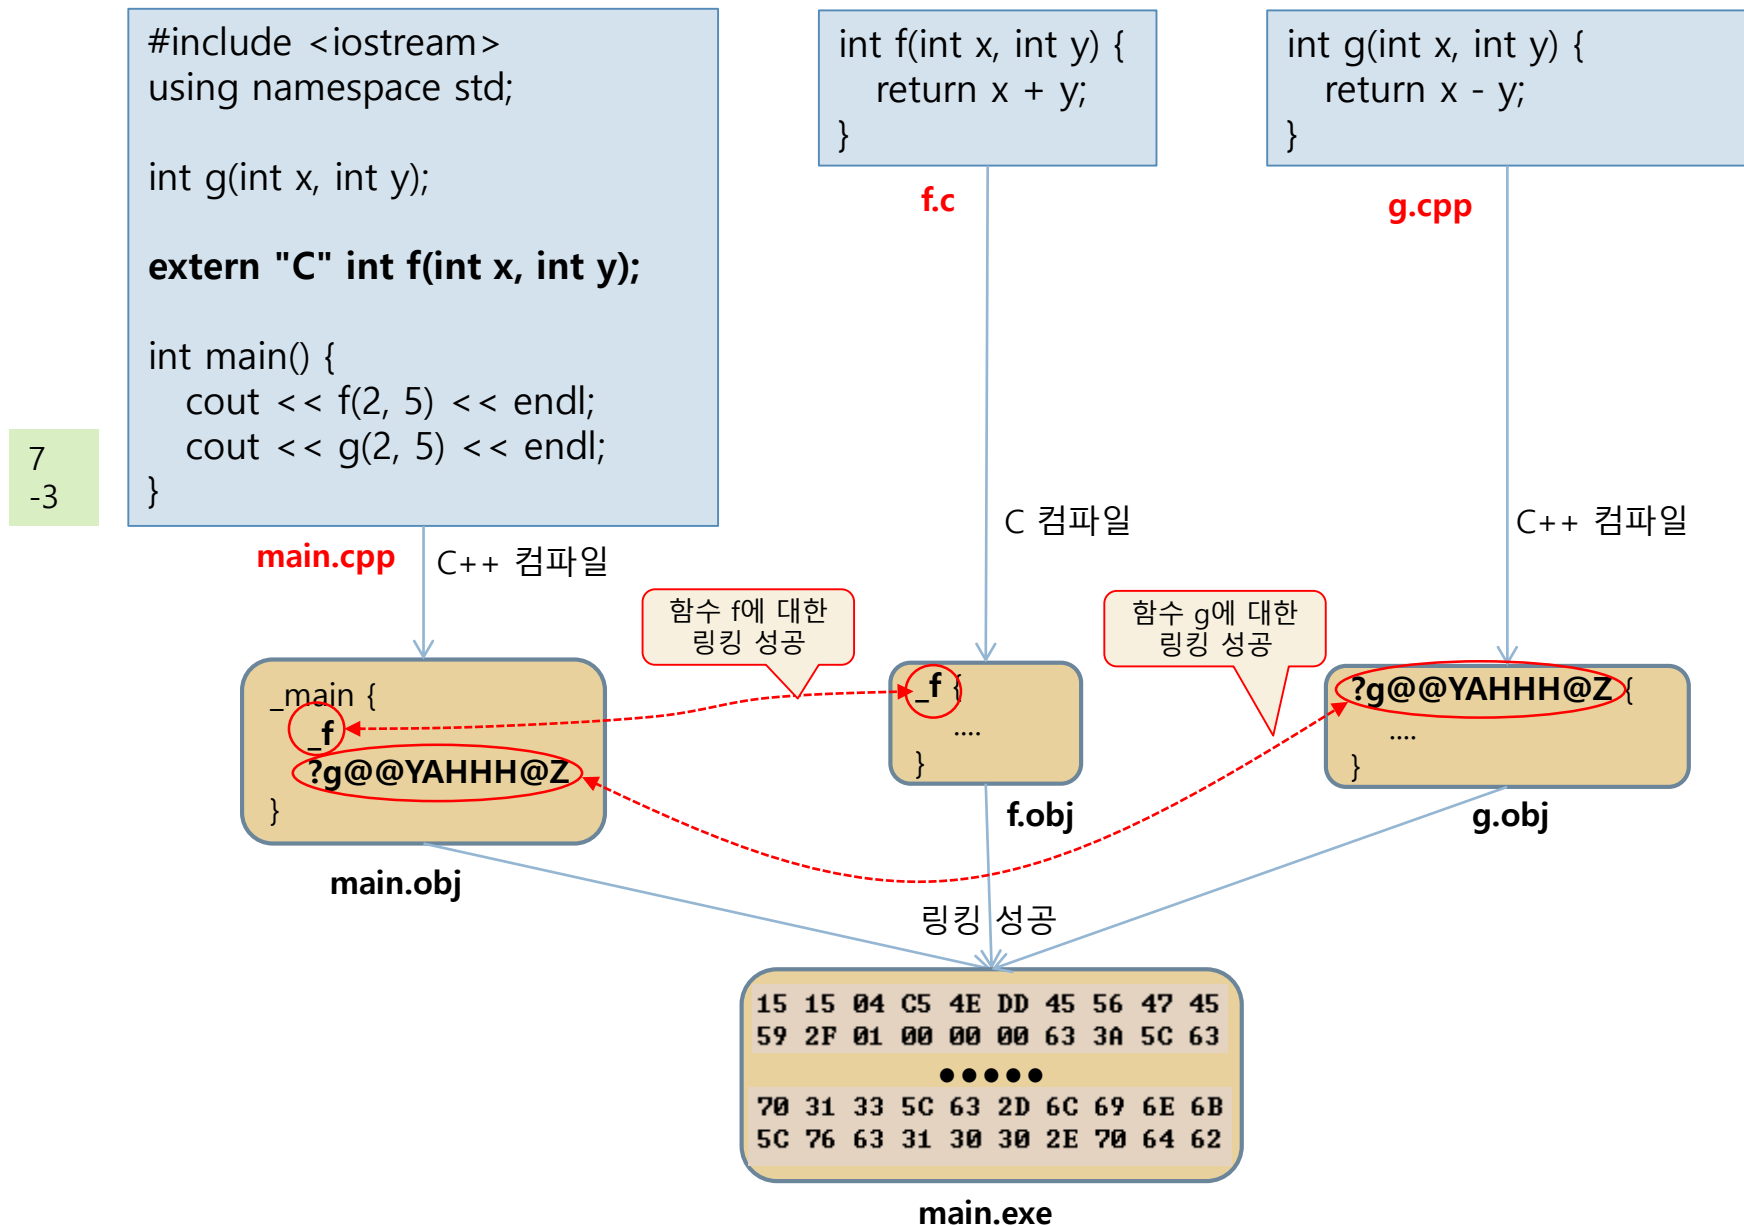 #include <iostream>
using namespace std;
int g(int x, int y);
extern "C" int f(int x, int y);
int main() {
cout << f(2, 5) << endl;
cout << g(2, 5) << endl;
}
7
-3
main.cpp
C++ 컴파일
int f(int x, int y) {
return x + y;
}
f.c
C 컴파일
int g(int x, int y) {
return x - y;
}
g.cpp
C++ 컴파일
함수 f에 대한
링킹 성공
함수 g에 대한
링킹 성공
_main {
_f
?g@@YAHHH@Z
}
main.obj
_f {
....
}
f.obj
?g@@YAHHH@Z {
....
}
g.obj
링킹 성공
15 15 04 C5 4E DD 45 56 47 45
59 2F 01 00 00 00 63 3A 5C 63
●●●●●
70 31 33 5C 63 2D 6C 69 6E 6B
5C 76 63 31 30 30 2E 70 64 62
main.exe